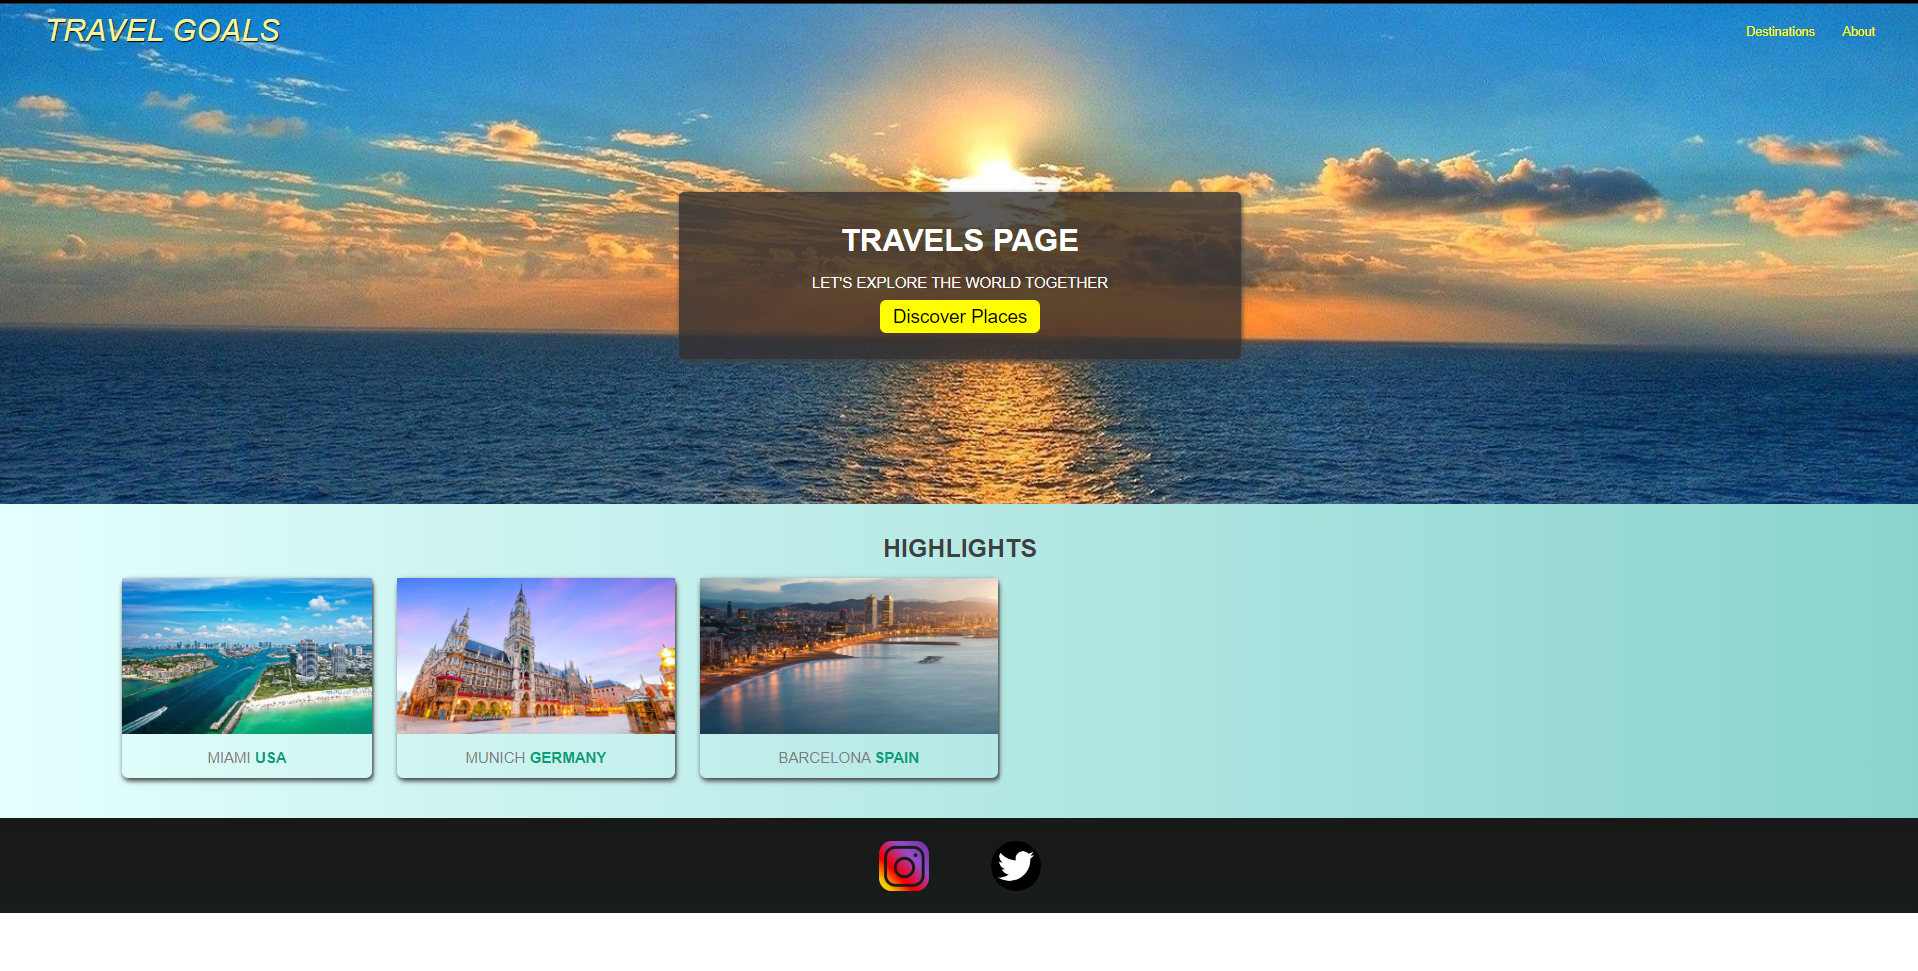 TRAVEL GOALS
Destinations About
TRAVELS PAGE
LET'S EXPLORE THE WORLD TOGETHER
Discover Places
HIGHLIGHTS
MIAMI USA
MUNICH GERMANY
BARCELONA SPAIN